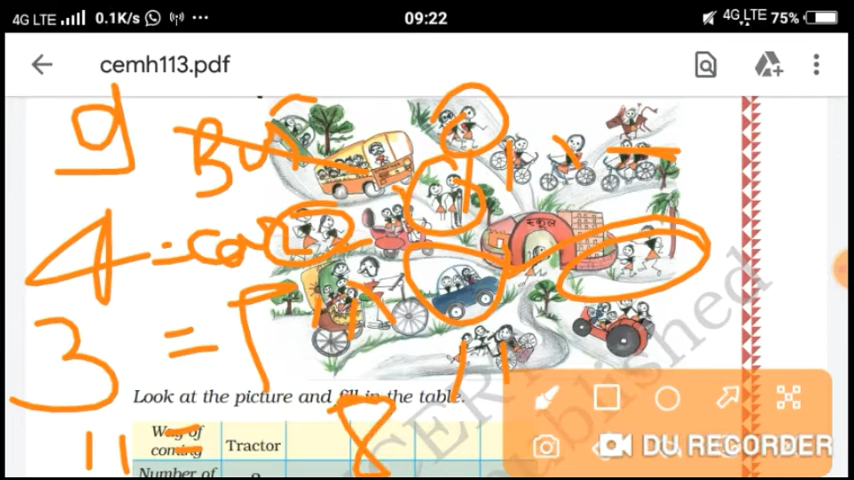 4G LTE 0.1K/s ... 09:22 4G LTE 75%
cemh113.pdf
9 Bus
4 = Car
स्कूल
3 =
Look at the picture and fill in the table.
11 = 8
Way of coming Tractor
Number of
DU RECORDER
published